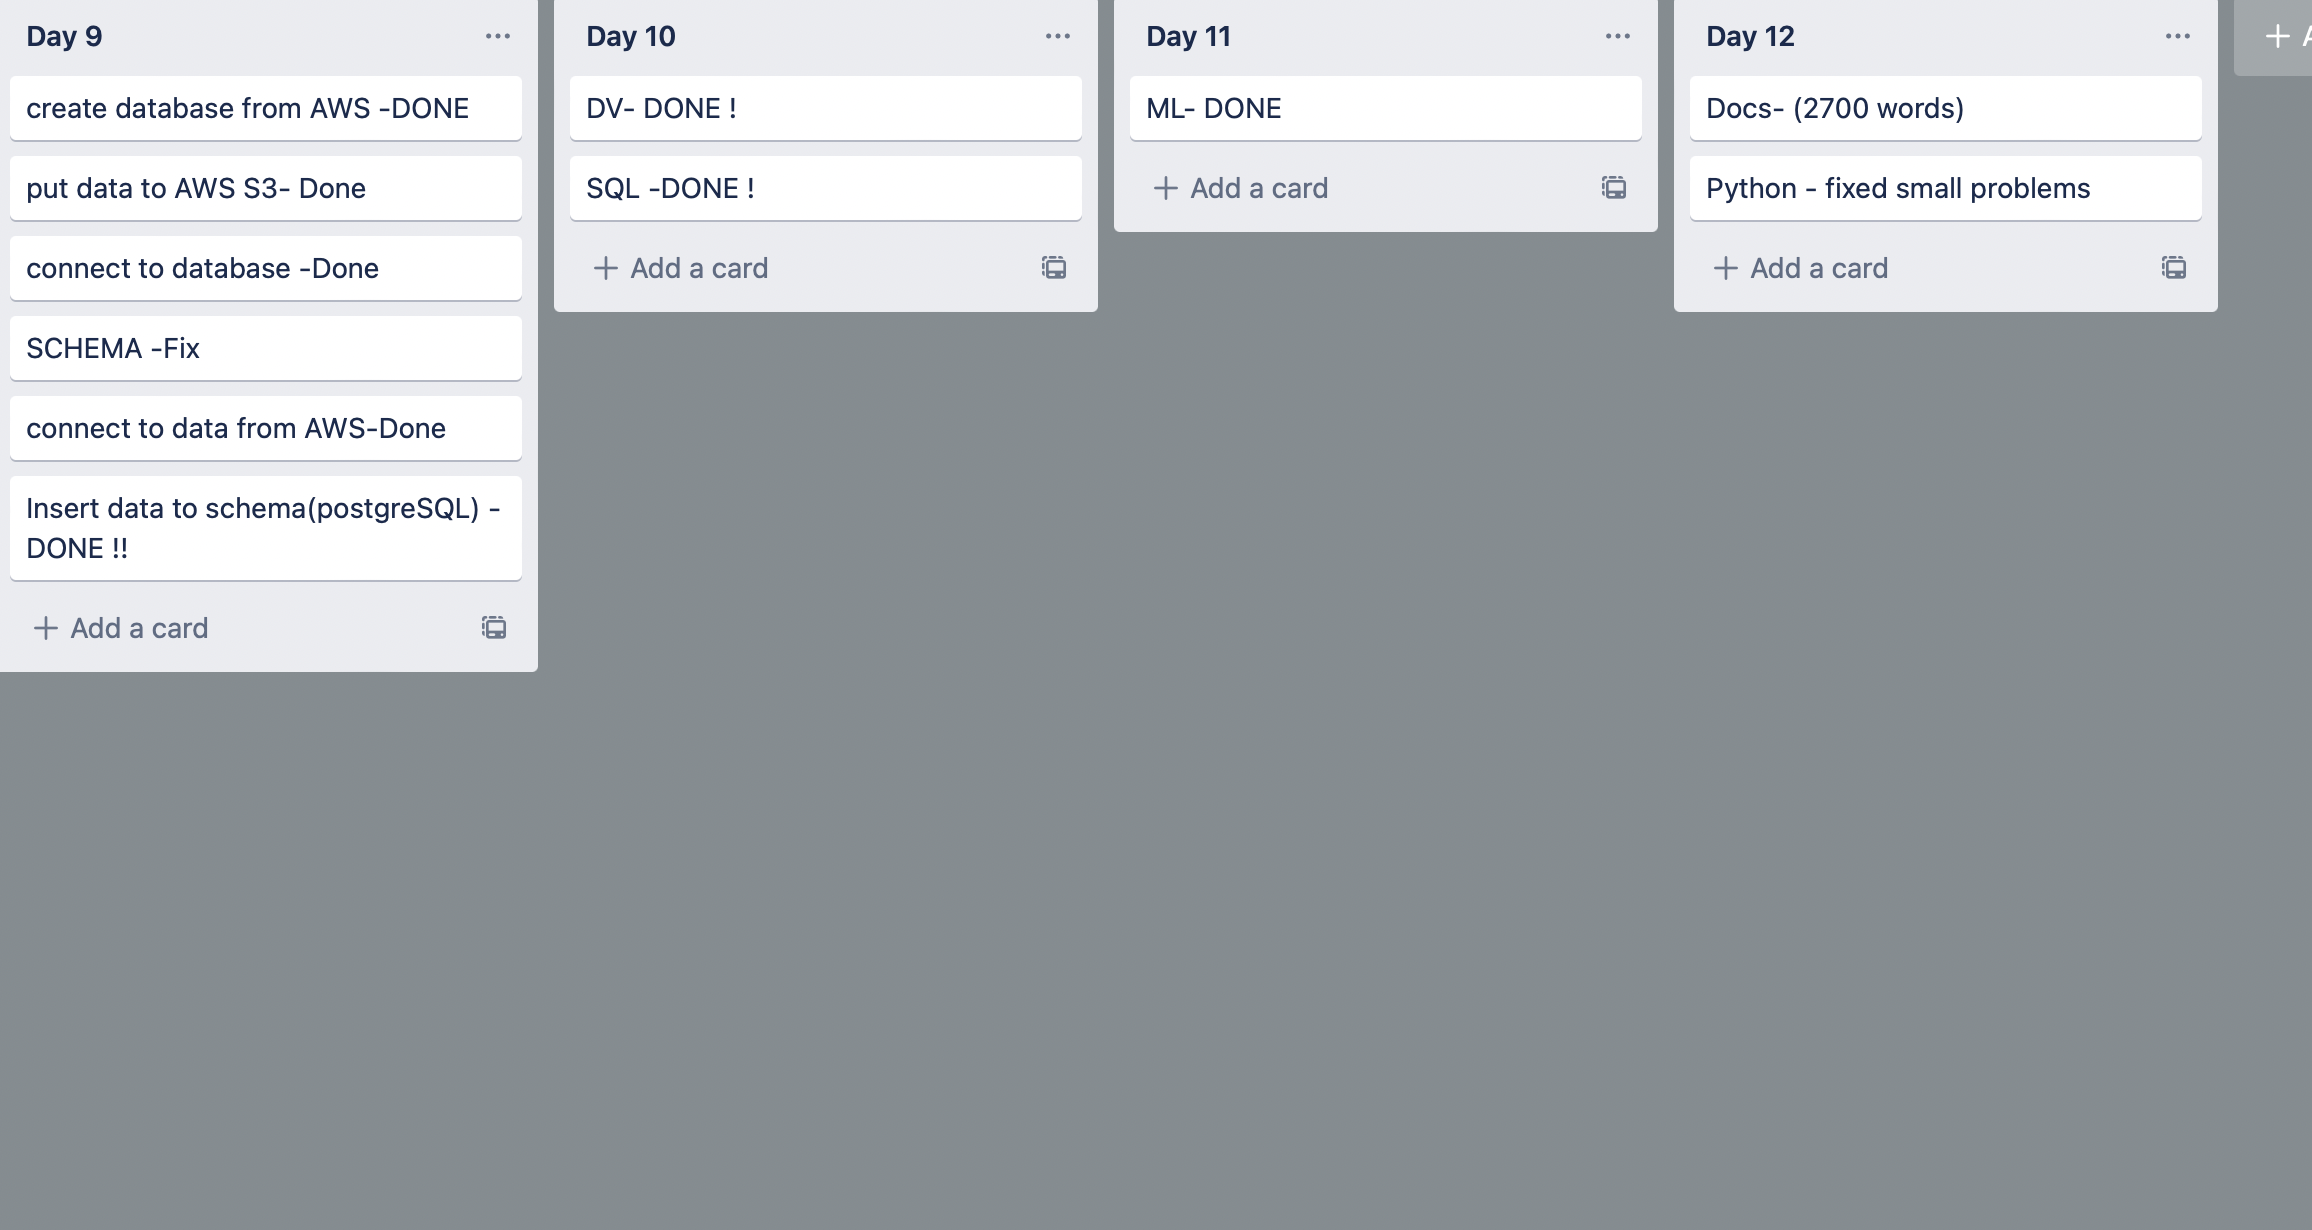 Day 9
create database from AWS -DONE
put data to AWS S3- Done
connect to database -Done
SCHEMA -Fix
connect to data from AWS-Done
Insert data to schema(postgreSQL) -
DONE !!
+ Add a card
Day 10
DV- DONE !
SQL -DONE !
+ Add a card
Day 11
ML- DONE
+ Add a card
Day 12
Docs- (2700 words)
Python - fixed small problems
+ Add a card